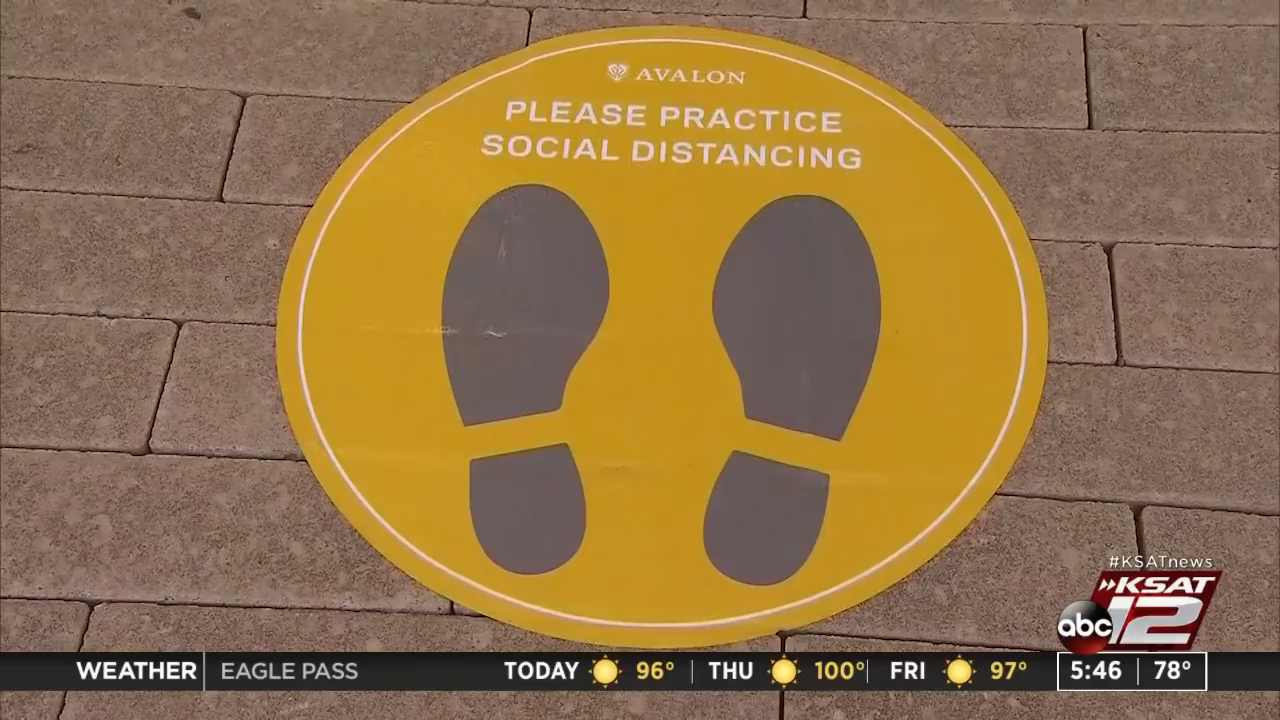 AVALON
PLEASE PRACTICE
SOCIAL DISTANCING
#KSATnews
KSAT
abc 12
WEATHER EAGLE PASS TODAY 96° THU 100° FRI 97° 5:46 78°